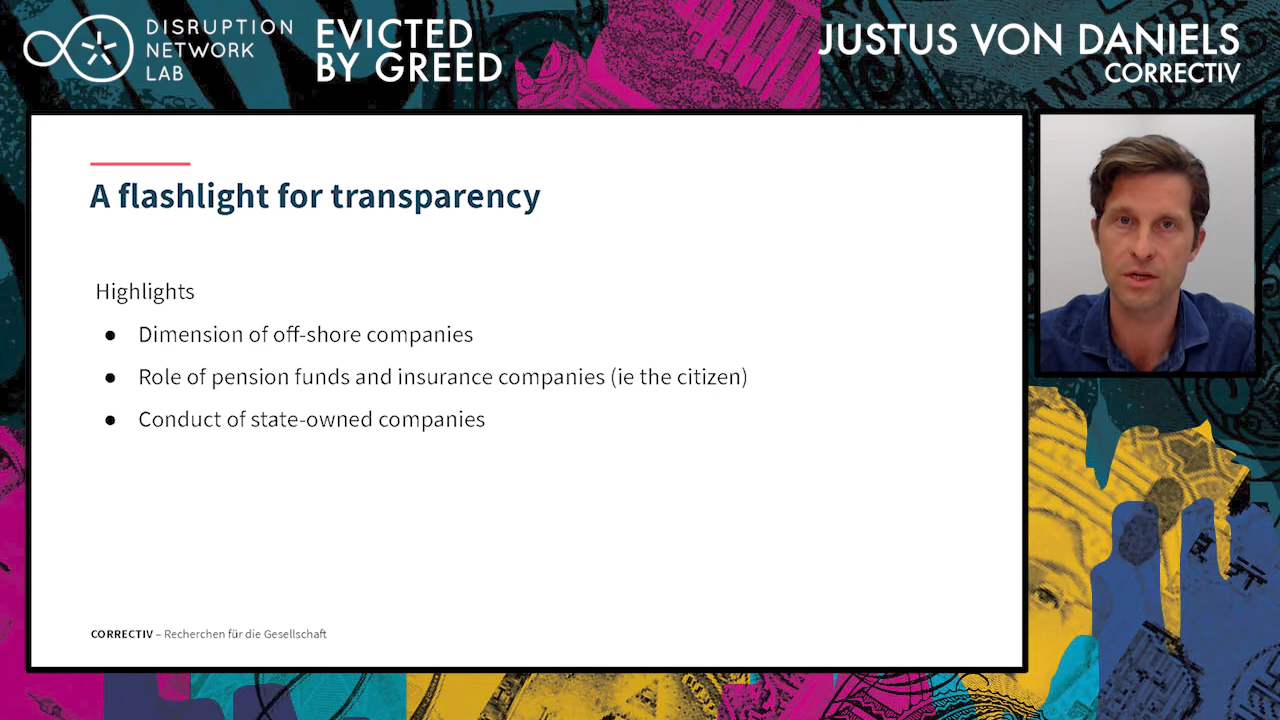 DISRUPTION
NETWORK
LAB
EVICTED
BY GREED
JUSTUS VON DANIELS
CORRECTIV
A flashlight for transparency
Highlights
● Dimension of off-shore companies
● Role of pension funds and insurance companies (ie the citizen)
● Conduct of state-owned companies
CORRECTIV – Recherchen für die Gesellschaft